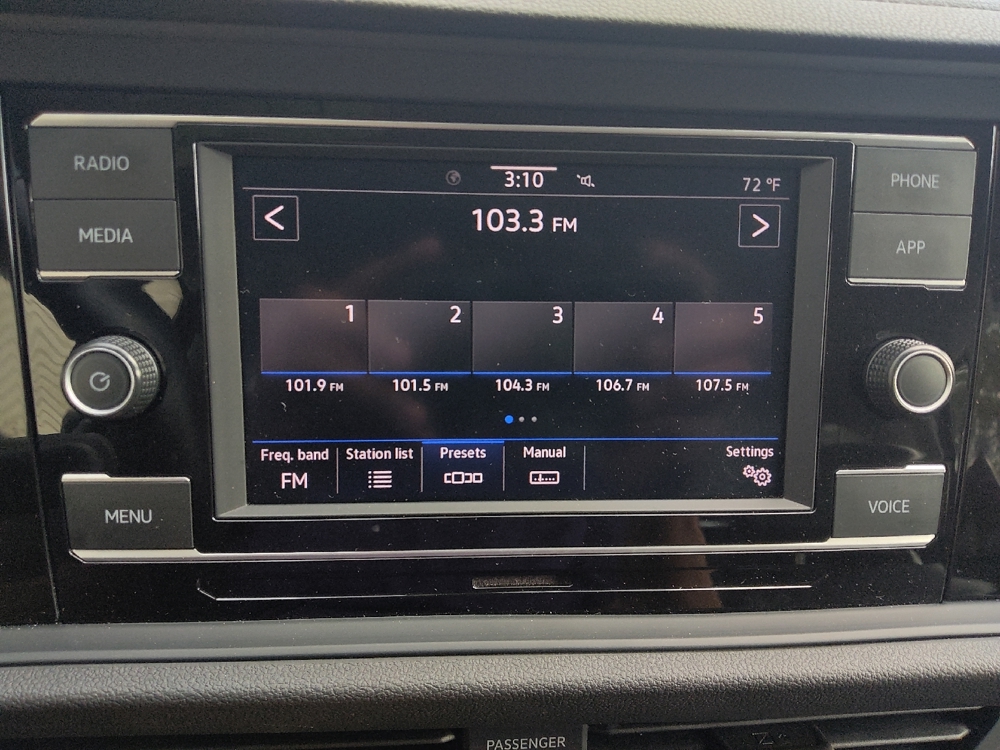 RADIO
MEDIA
MENU
PHONE
APP
VOICE
3:10
72 °F
< 103.3 FM >
1 2 3 4 5
101.9 FM 101.5 FM 104.3 FM 106.7 FM 107.5 FM
Freq. band Station list Presets Manual Settings
FM
PASSENGER